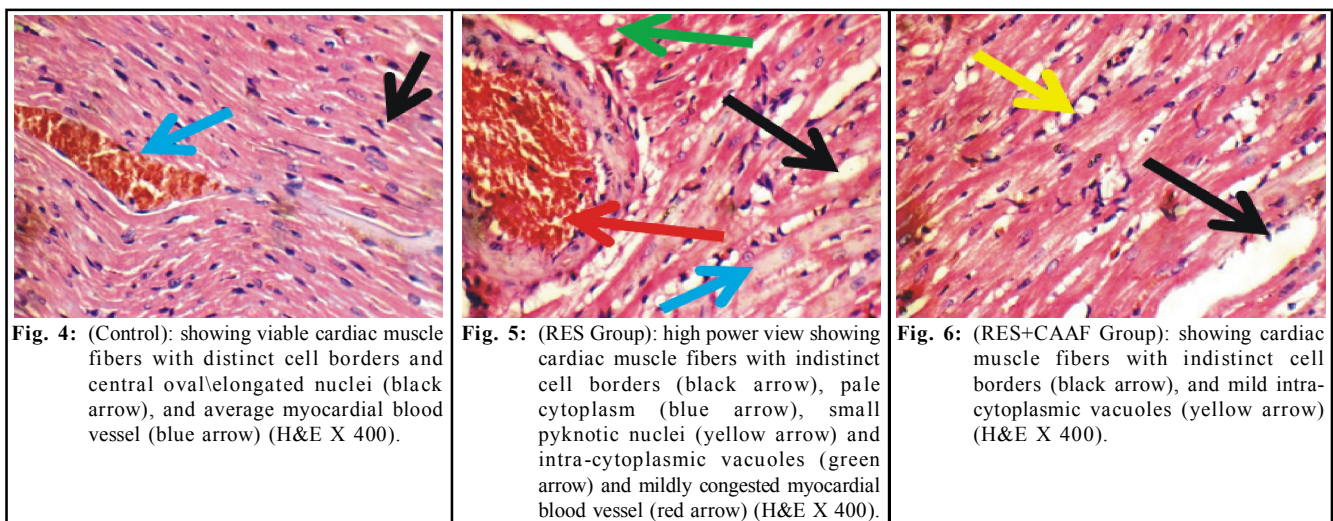 Fig. 4: (Control): showing viable cardiac muscle
fibers with distinct cell borders and
central oval\elongated nuclei (black
arrow), and average myocardial blood
vessel (blue arrow) (H&E X 400).
Fig. 5: (RES Group): high power view showing
cardiac muscle fibers with indistinct
cell borders (black arrow), pale
cytoplasm (blue arrow), small
pyknotic nuclei (yellow arrow) and
intra-cytoplasmic vacuoles (green
arrow) and mildly congested myocardial
blood vessel (red arrow) (H&E X 400).
Fig. 6: (RES+CAAF Group): showing cardiac
muscle fibers with indistinct cell
borders (black arrow), and mild intra-
cytoplasmic vacuoles (yellow arrow)
(H&E X 400).